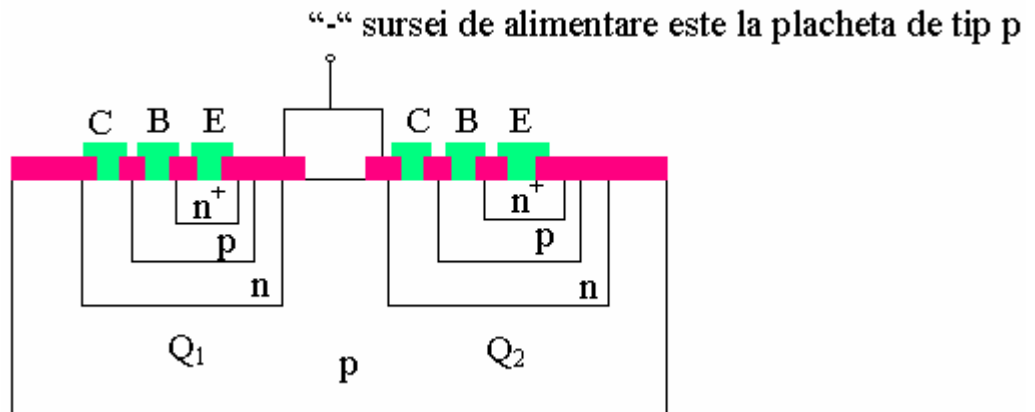 “-“ sursei de alimentare este la placheta de tip p
C B E C B E
n+ n+
p p
n n
Q1 Q2
p